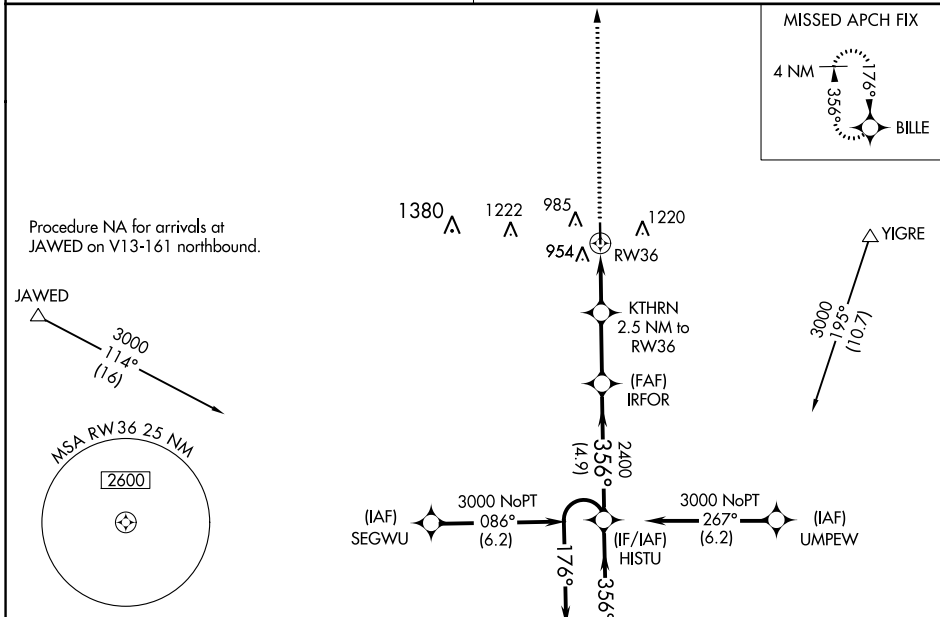 MISSED APCH FIX
4 NM
176°
356°
BILLE
1380
1222
985
1220
954
RW36
Procedure NA for arrivals at
JAWED on V13-161 northbound.
YIGRE
3000
195°
(10.7)
JAWED
3000
114°
(16)
KTHRN
2.5 NM to
RW36
(FAF)
IRFOR
2400
356°
(4.9)
MSA RW36 25 NM
2600
(IAF)
SEGWU
3000 NoPT
086°
(6.2)
(IF/IAF)
HISTU
3000 NoPT
267°
(6.2)
(IAF)
UMPEW
176°
356°